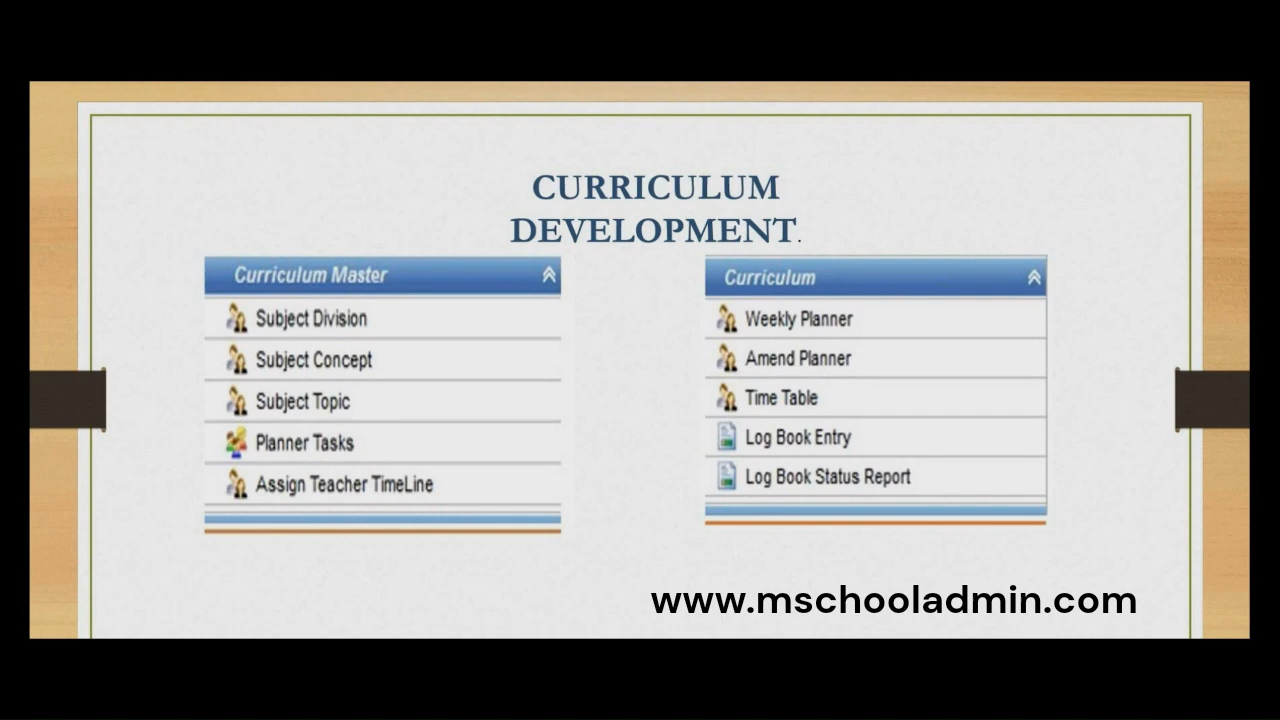 CURRICULUM
DEVELOPMENT.
Curriculum Master
Subject Division
Subject Concept
Subject Topic
Planner Tasks
Assign Teacher TimeLine
Curriculum
Weekly Planner
Amend Planner
Time Table
Log Book Entry
Log Book Status Report
www.mschooladmin.com